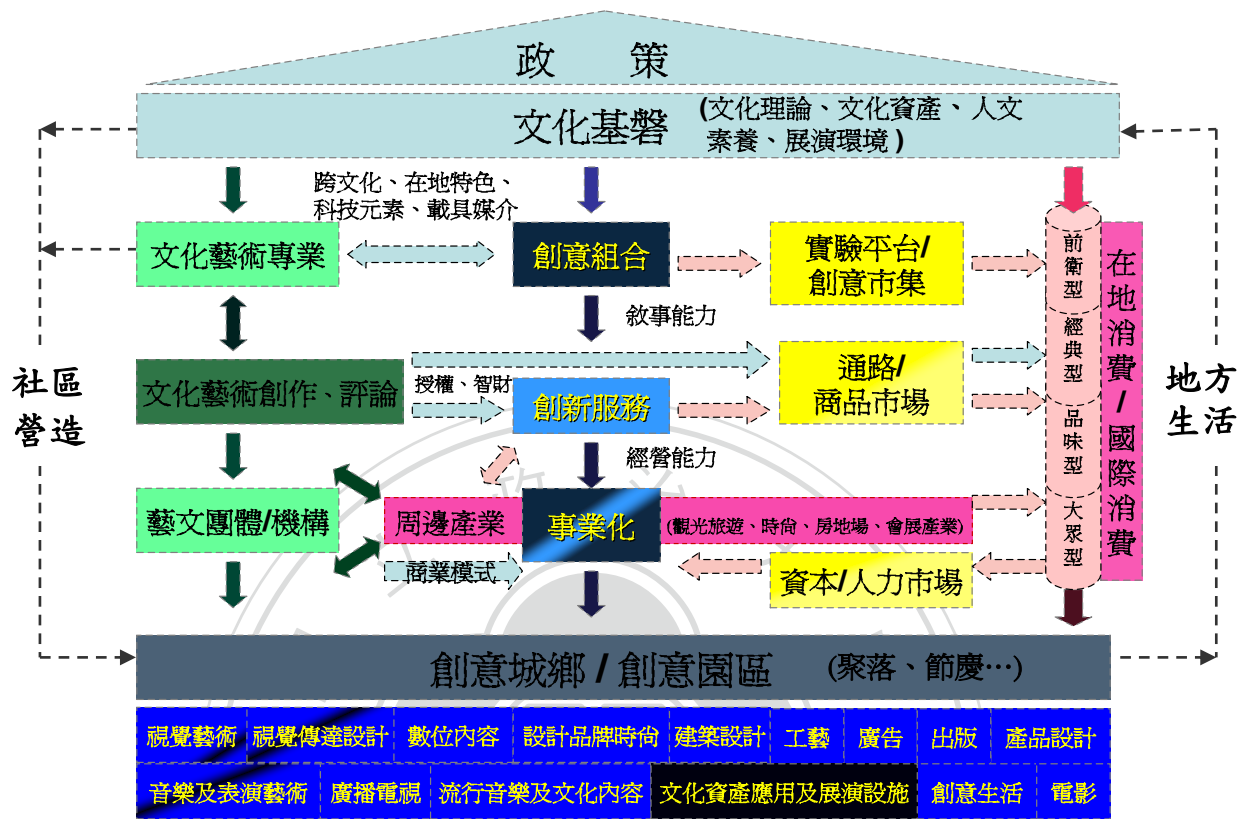 政 策
文化基磐
(文化理論、文化資產、人文
素養、展演環境)
跨文化、在地特色、
科技元素、載具媒介
文化藝術專業
創意組合
實驗平台/
創意市集
前衛型
在地消費/國際消費
敘事能力
經典型
文化藝術創作、評論
授權、智財
創新服務
通路/
商品市場
社區
營造
地方
生活
品味型
經營能力
藝文團體/機構
周邊產業
事業化
(觀光旅遊、時尚、房地場、會展產業)
大眾型
商業模式
資本/人力市場
創意城鄉 / 創意園區
(聚落、節慶…)
視覺藝術
視覺傳達設計
數位內容
設計品牌時尚
建築設計
工藝
廣告
出版
產品設計
音樂及表演藝術
廣播電視
流行音樂及文化內容
文化資產應用及展演設施
創意生活
電影